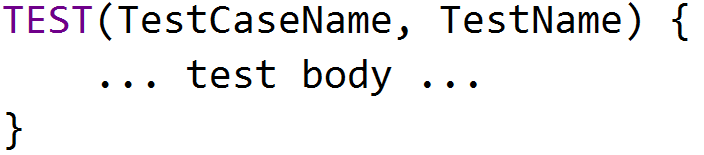 TEST(TestCaseName, TestName) {
    ... test body ...
}